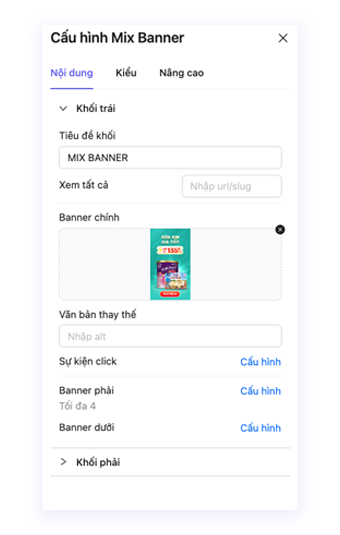 Cấu hình Mix Banner
Nội dung Kiểu Nâng cao
Khối trái
Tiêu đề khối
MIX BANNER
Xem tất cả Nhập url/slug
Banner chính
Văn bản thay thế
Nhập alt
Sự kiện click Cấu hình
Banner phải Cấu hình
Tối đa 4
Banner dưới Cấu hình
Khối phải